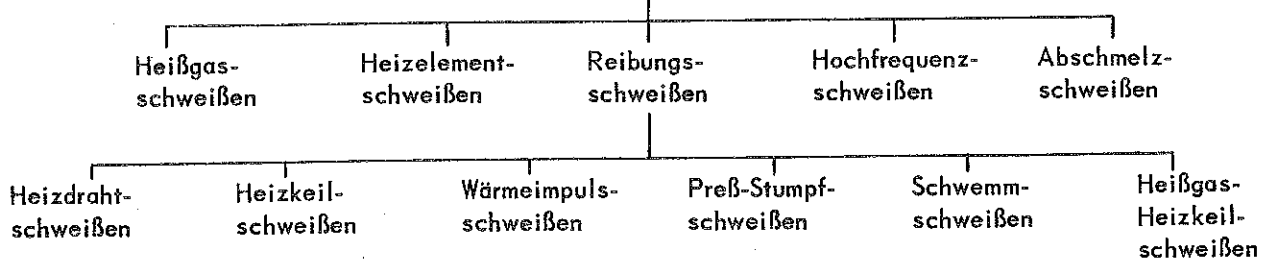 Heißgas-
schweißen
Heizelement-
schweißen
Reibungs-
schweißen
Hochfrequenz-
schweißen
Abschmelz-
schweißen
Heizdraht-
schweißen
Heizkeil-
schweißen
Wärmeimpuls-
schweißen
Preß-Stumpf-
schweißen
Schwemm-
schweißen
Heißgas-
Heizkeil-
schweißen